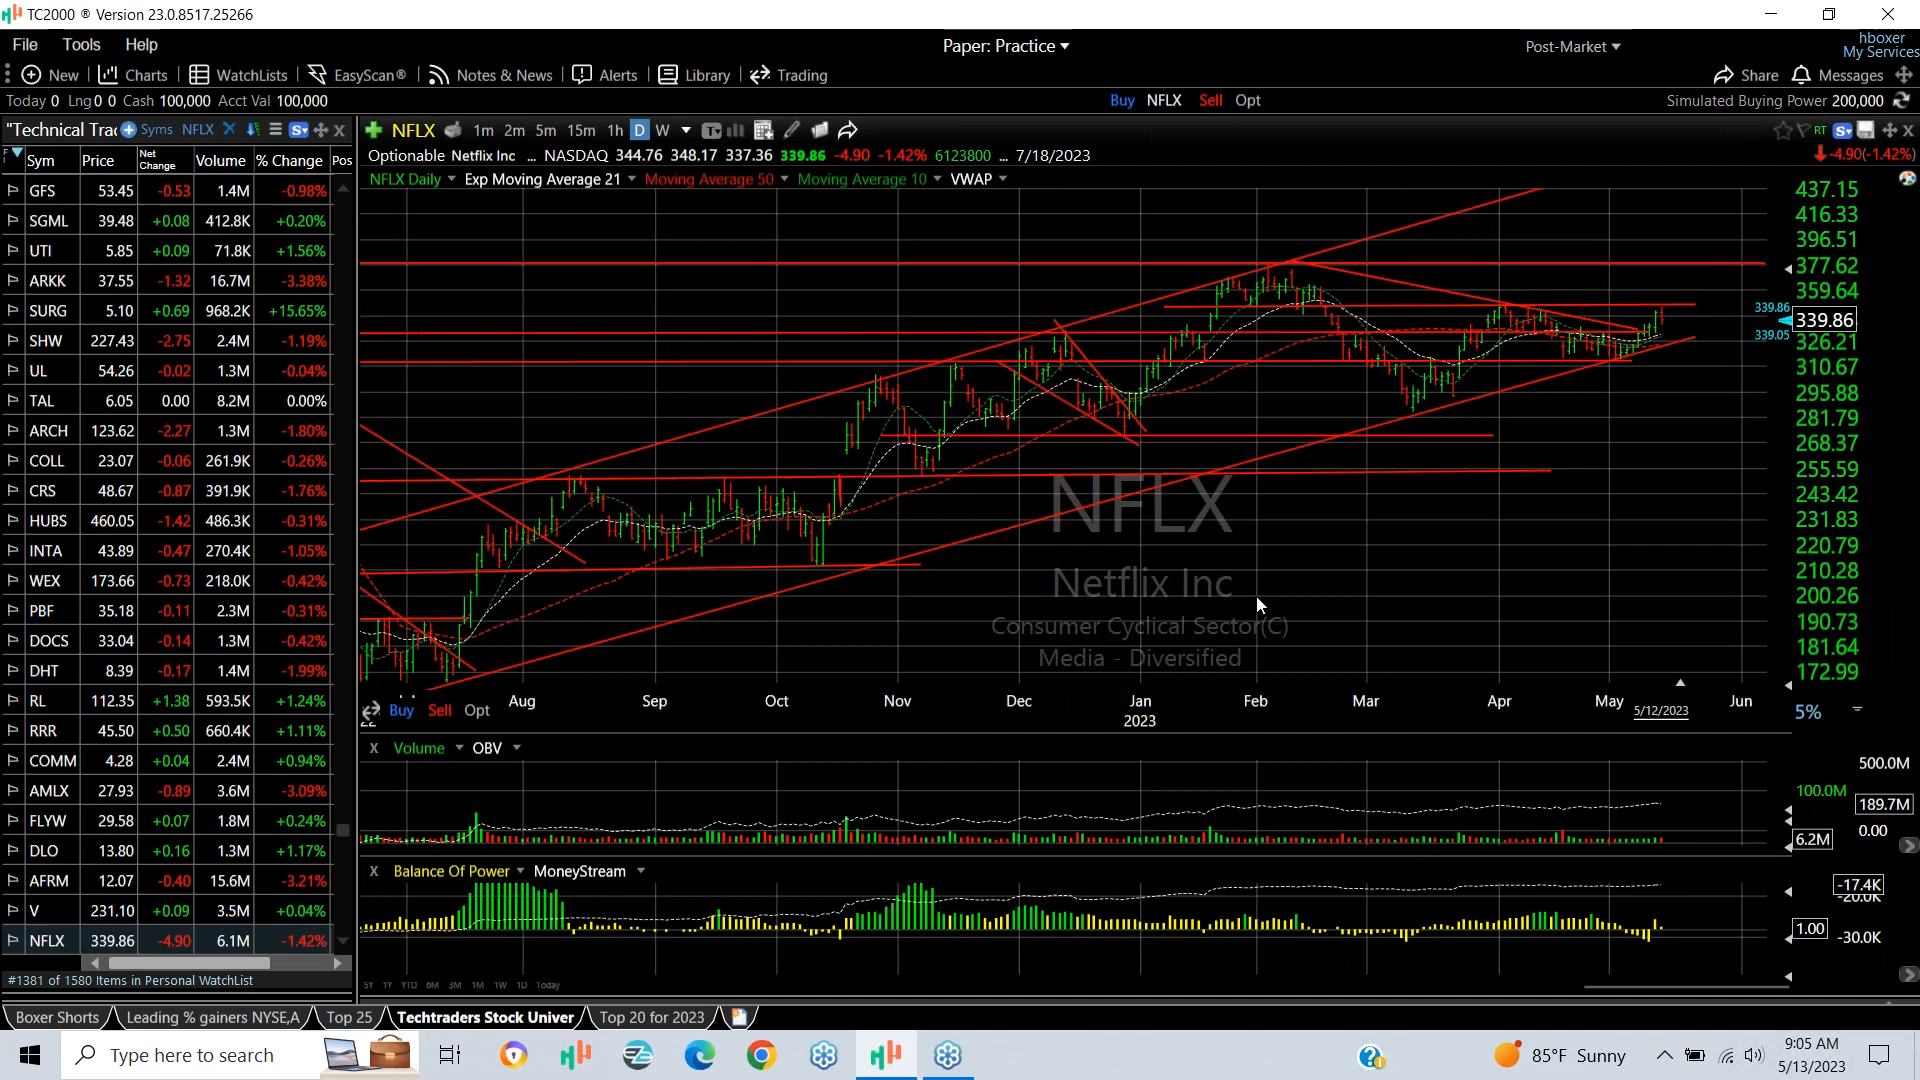 TC2000 ® Version 23.0.8517.25266
File Tools Help
Paper: Practice
Post-Market
hboxer
My Services
New Charts WatchLists EasyScan® Notes & News Alerts Library Trading
Share Messages
Today 0 Lng 0 0 Cash 100,000 Acct Val 100,000
Buy NFLX Sell Opt
Simulated Buying Power 200,000
"Technical Tra Syms NFLX
NFLX 1m 2m 5m 15m 1h D W
RT
Optionable Netflix Inc ... NASDAQ 344.76 348.17 337.36 339.86 -4.90 -1.42% 6123800 ... 7/18/2023
-4.90(-1.42%)
NFLX Daily Exp Moving Average 21 Moving Average 50 Moving Average 10 VWAP
Sym Price Net Change Volume % Change Pos
GFS 53.45 -0.53 1.4M -0.98%
SGML 39.48 +0.08 412.8K +0.20%
UTI 5.85 +0.09 71.8K +1.56%
ARKK 37.55 -1.32 16.7M -3.38%
SURG 5.10 +0.69 968.2K +15.65%
SHW 227.43 -2.75 2.4M -1.19%
UL 54.26 -0.02 1.3M -0.04%
TAL 6.05 0.00 8.2M 0.00%
ARCH 123.62 -2.27 1.3M -1.80%
COLL 23.07 -0.06 261.9K -0.26%
CRS 48.67 -0.87 391.9K -1.76%
HUBS 460.05 -1.42 486.3K -0.31%
INTA 43.89 -0.47 270.4K -1.05%
WEX 173.66 -0.73 218.0K -0.42%
PBF 35.18 -0.11 2.3M -0.31%
DOCS 33.04 -0.14 1.3M -0.42%
DHT 8.39 -0.17 1.4M -1.99%
RL 112.35 +1.38 593.5K +1.24%
RRR 45.50 +0.50 660.4K +1.11%
COMM 4.28 +0.04 2.4M +0.94%
AMLX 27.93 -0.89 3.6M -3.09%
FLYW 29.58 +0.07 1.8M +0.24%
DLO 13.80 +0.16 1.3M +1.17%
AFRM 12.07 -0.40 15.6M -3.21%
V 231.10 +0.09 3.5M +0.04%
NFLX 339.86 -4.90 6.1M -1.42%
#1381 of 1580 Items in Personal WatchList
437.15
416.33
396.51
377.62
359.64
339.86
339.86
339.05
326.21
310.67
295.88
281.79
268.37
255.59
243.42
231.83
220.79
210.28
200.26
190.73
181.64
172.99
5%
NFLX
Netflix Inc
Consumer Cyclical Sector(C)
Media - Diversified
Aug Sep Oct Nov Dec Jan Feb Mar Apr May Jun
2023
5/12/2023
22
Buy Sell Opt
X Volume OBV
500.0M
100.0M
189.7M
0.00
6.2M
X Balance Of Power MoneyStream
-17.4K
-20.0K
1.00
-30.0K
5Y 1Y YTD 6M 3M 1M 1W 1D Today
Boxer Shorts Leading % gainers NYSE,A Top 25 Techtraders Stock Univer Top 20 for 2023
Type here to search
85°F Sunny
9:05 AM
5/13/2023